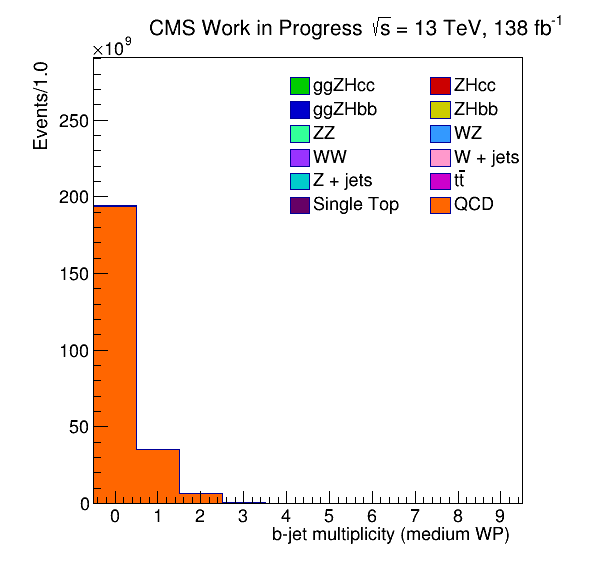 CMS Work in Progress √s = 13 TeV, 138 fb⁻¹
×10⁹
Events/1.0
ggZHcc ZHcc
ggZHbb ZHbb
ZZ WZ
WW W + jets
Z + jets tt̄
Single Top QCD
250
200
150
100
50
0
0 1 2 3 4 5 6 7 8 9
b-jet multiplicity (medium WP)